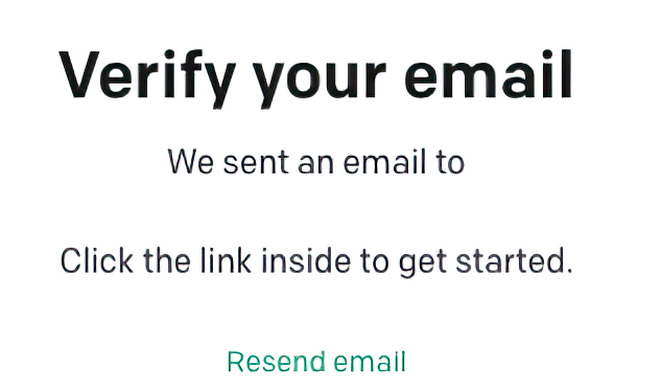 Verify your email
We sent an email to
Click the link inside to get started.
Resend email